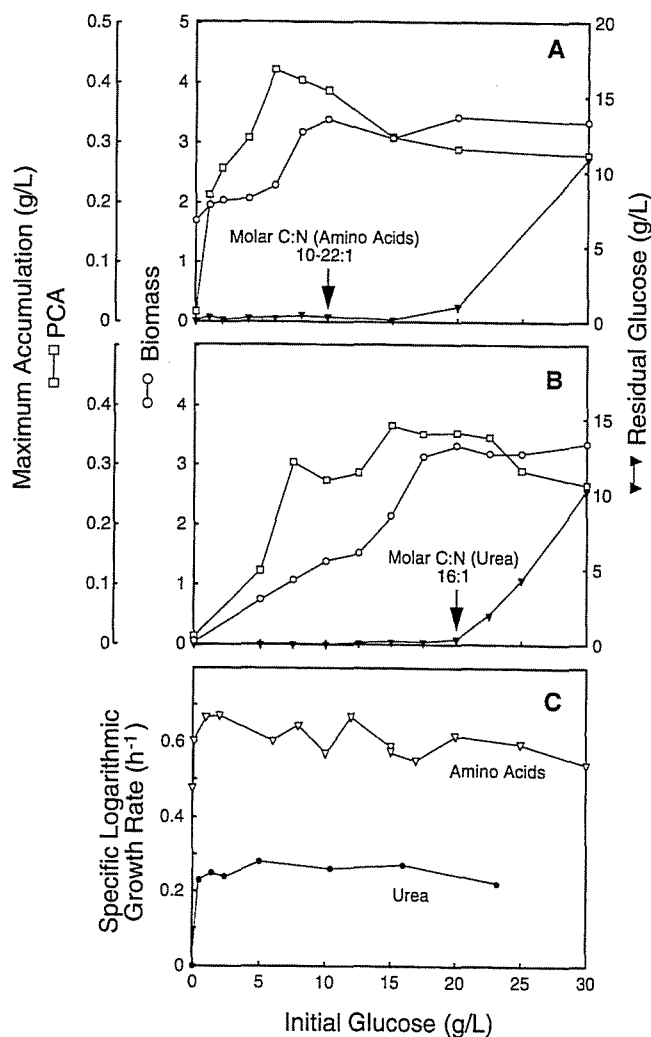 0.5
5
20
A
0.4
4
15
0.3
3
10
Molar C:N (Amino Acids)
10-22:1
0.2
2
0.1
1
5
0
0
0
B
0.4
4
15
0.3
3
10
0.2
2
Molar C:N (Urea)
16:1
0.1
1
5
0
0
0
Maximum Accumulation (g/L)
PCA
Biomass
Residual Glucose (g/L)
C
0.6
Amino Acids
0.4
0.2
Urea
0
Specific Logarithmic
Growth Rate (h-1)
0 5 10 15 20 25 30
Initial Glucose (g/L)